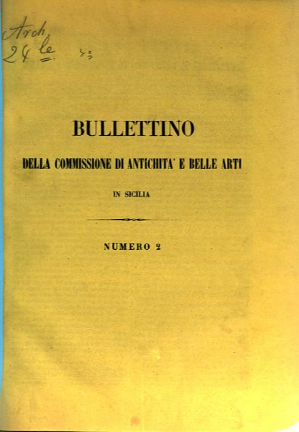 Arch
24 le
BULLETTINO
DELLA COMMISSIONE DI ANTICHITA' E BELLE ARTI
IN SICILIA
NUMERO 2